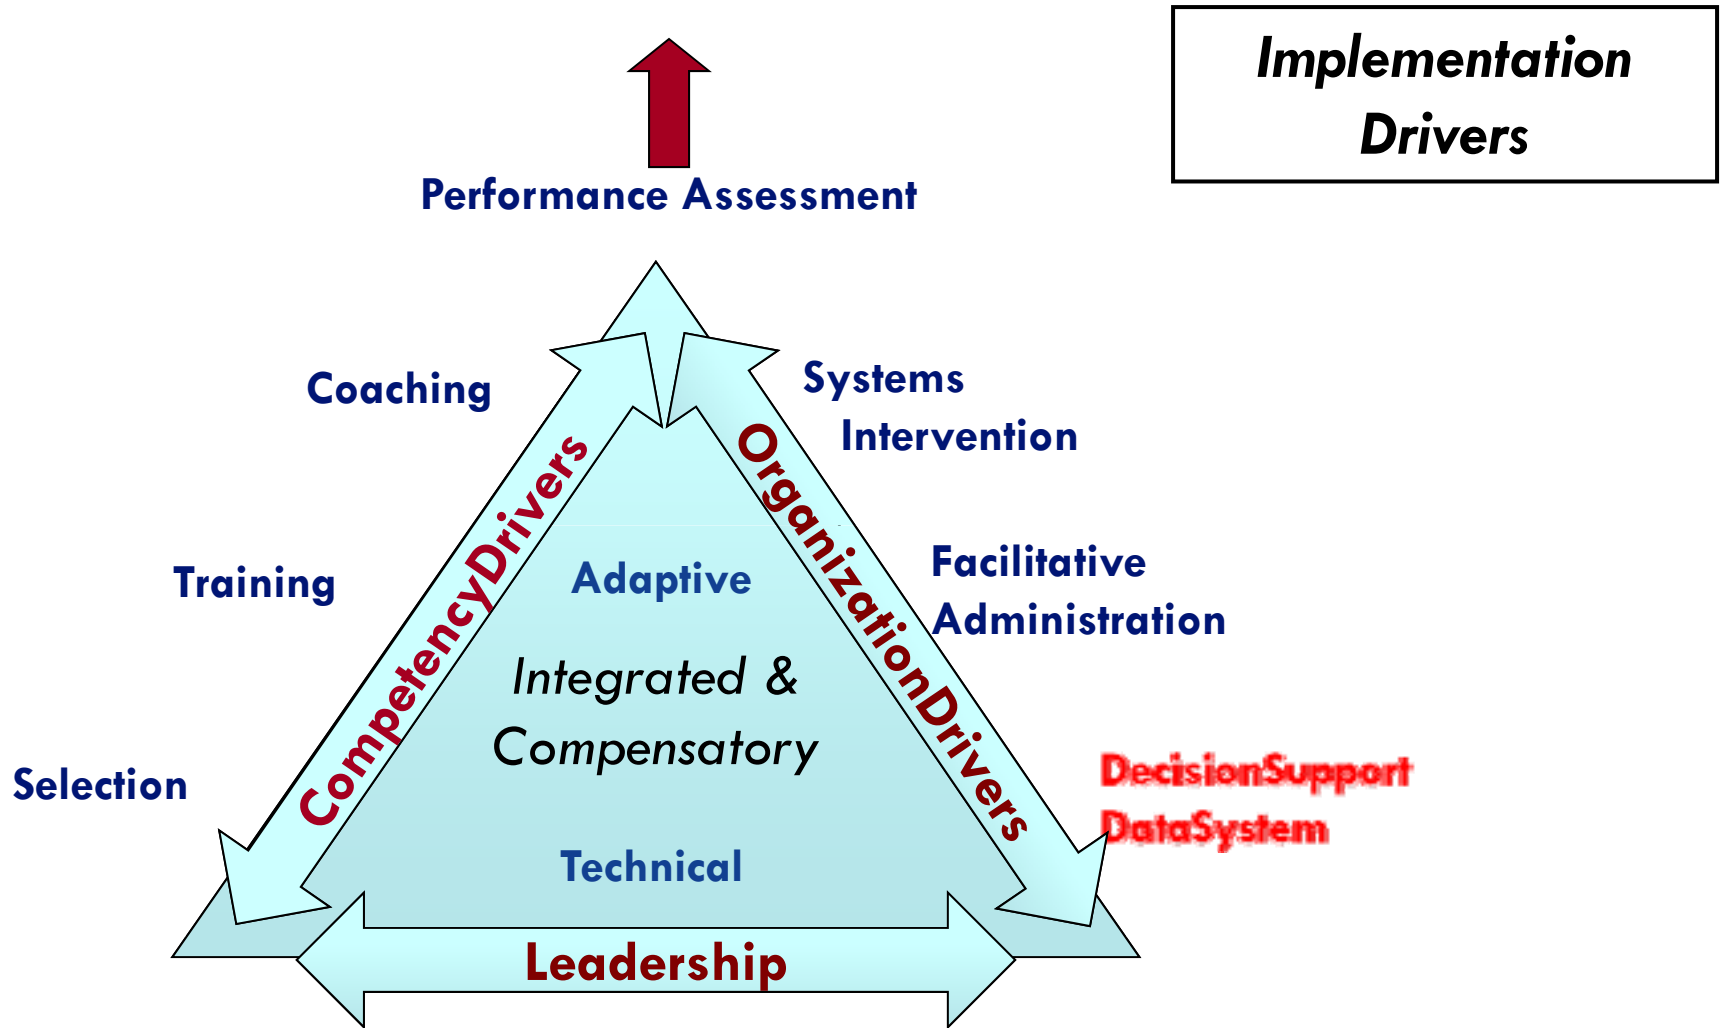 Implementation
Drivers
Performance Assessment
Coaching
Systems
Intervention
Training
Facilitative
Administration
Selection
DecisionSupport
DataSystem
CompetencyDrivers
OrganizationDrivers
Adaptive
Integrated &
Compensatory
Technical
Leadership